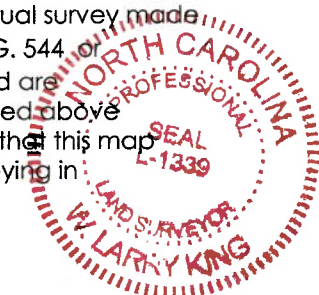 ual survey made
G. 544 or
d are
ed above
that this map
ying in
NORTH CAROLINA
PROFESSIONAL
SEAL
L-1339
LAND SURVEYOR
W. LARRY KING